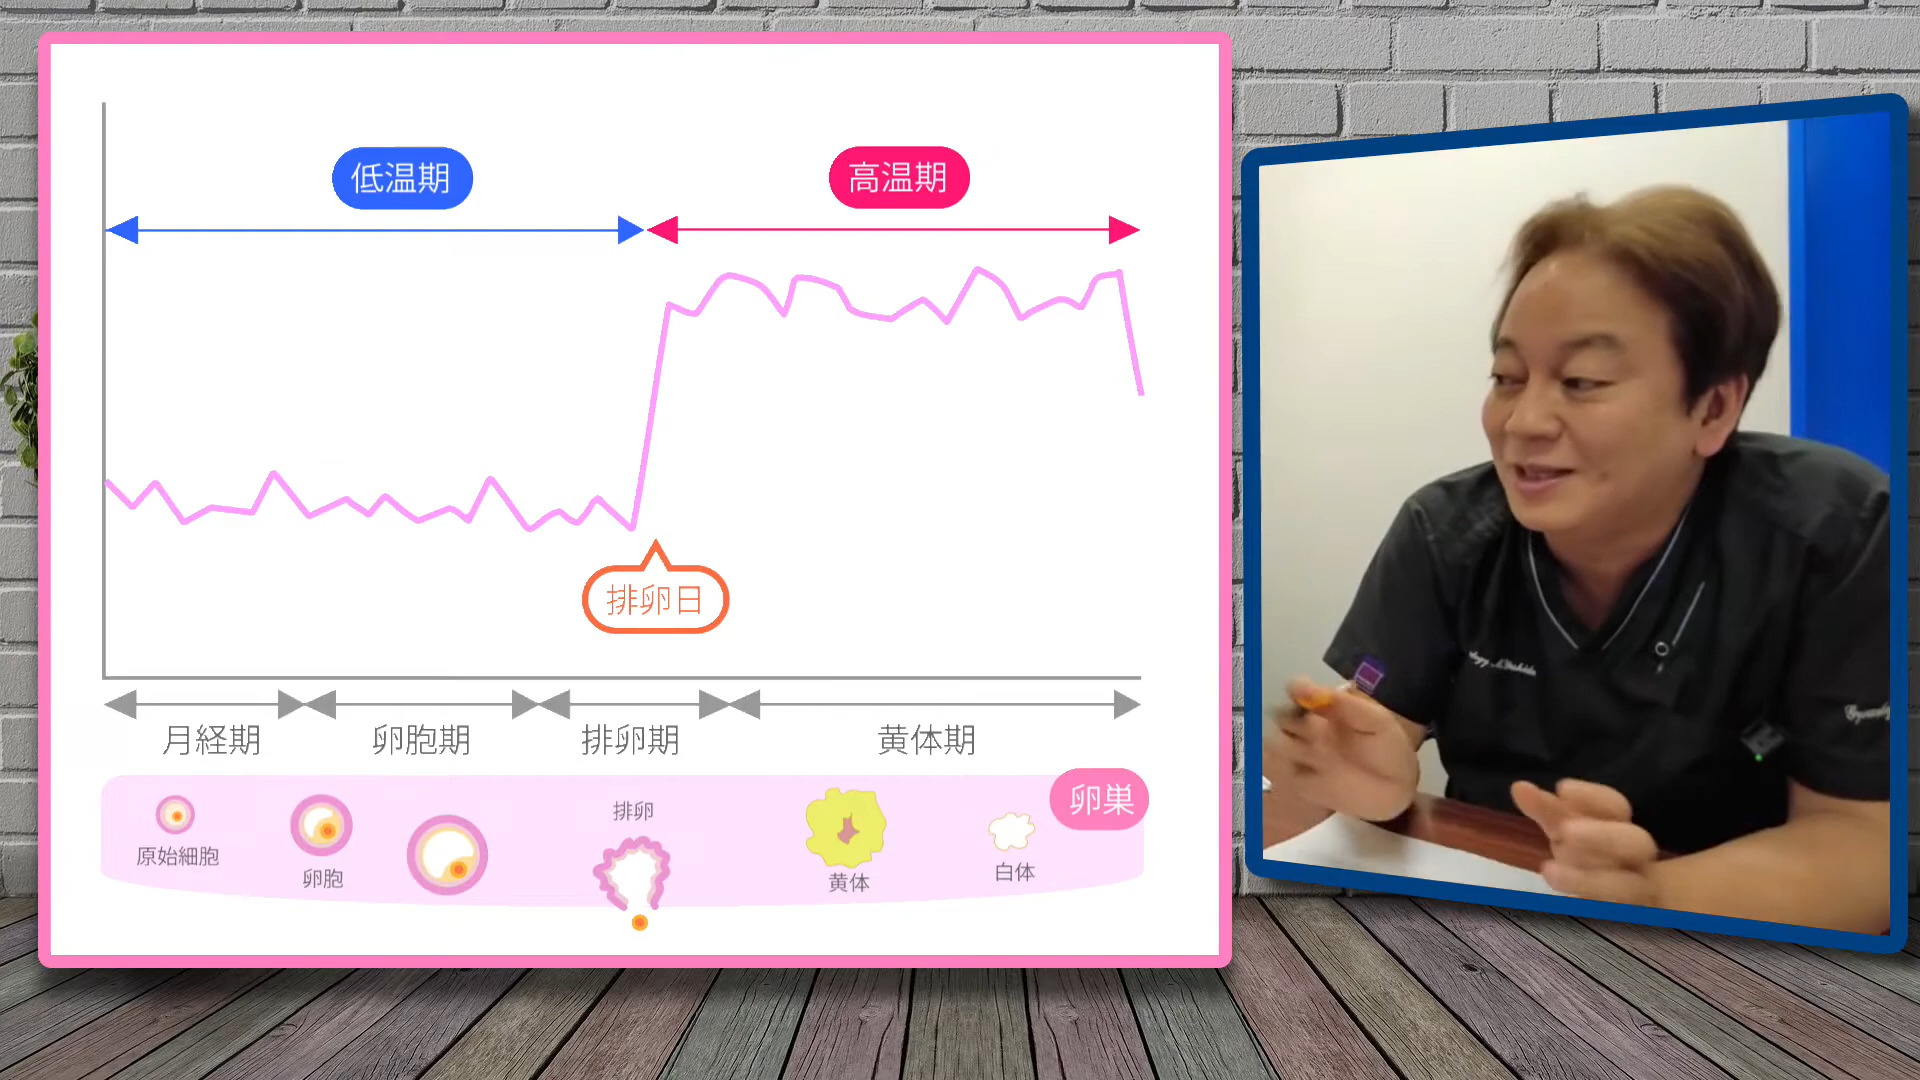 低温期
高温期
排卵日
月経期
卵胞期
排卵期
黄体期
卵巣
原始細胞
卵胞
排卵
黄体
白体